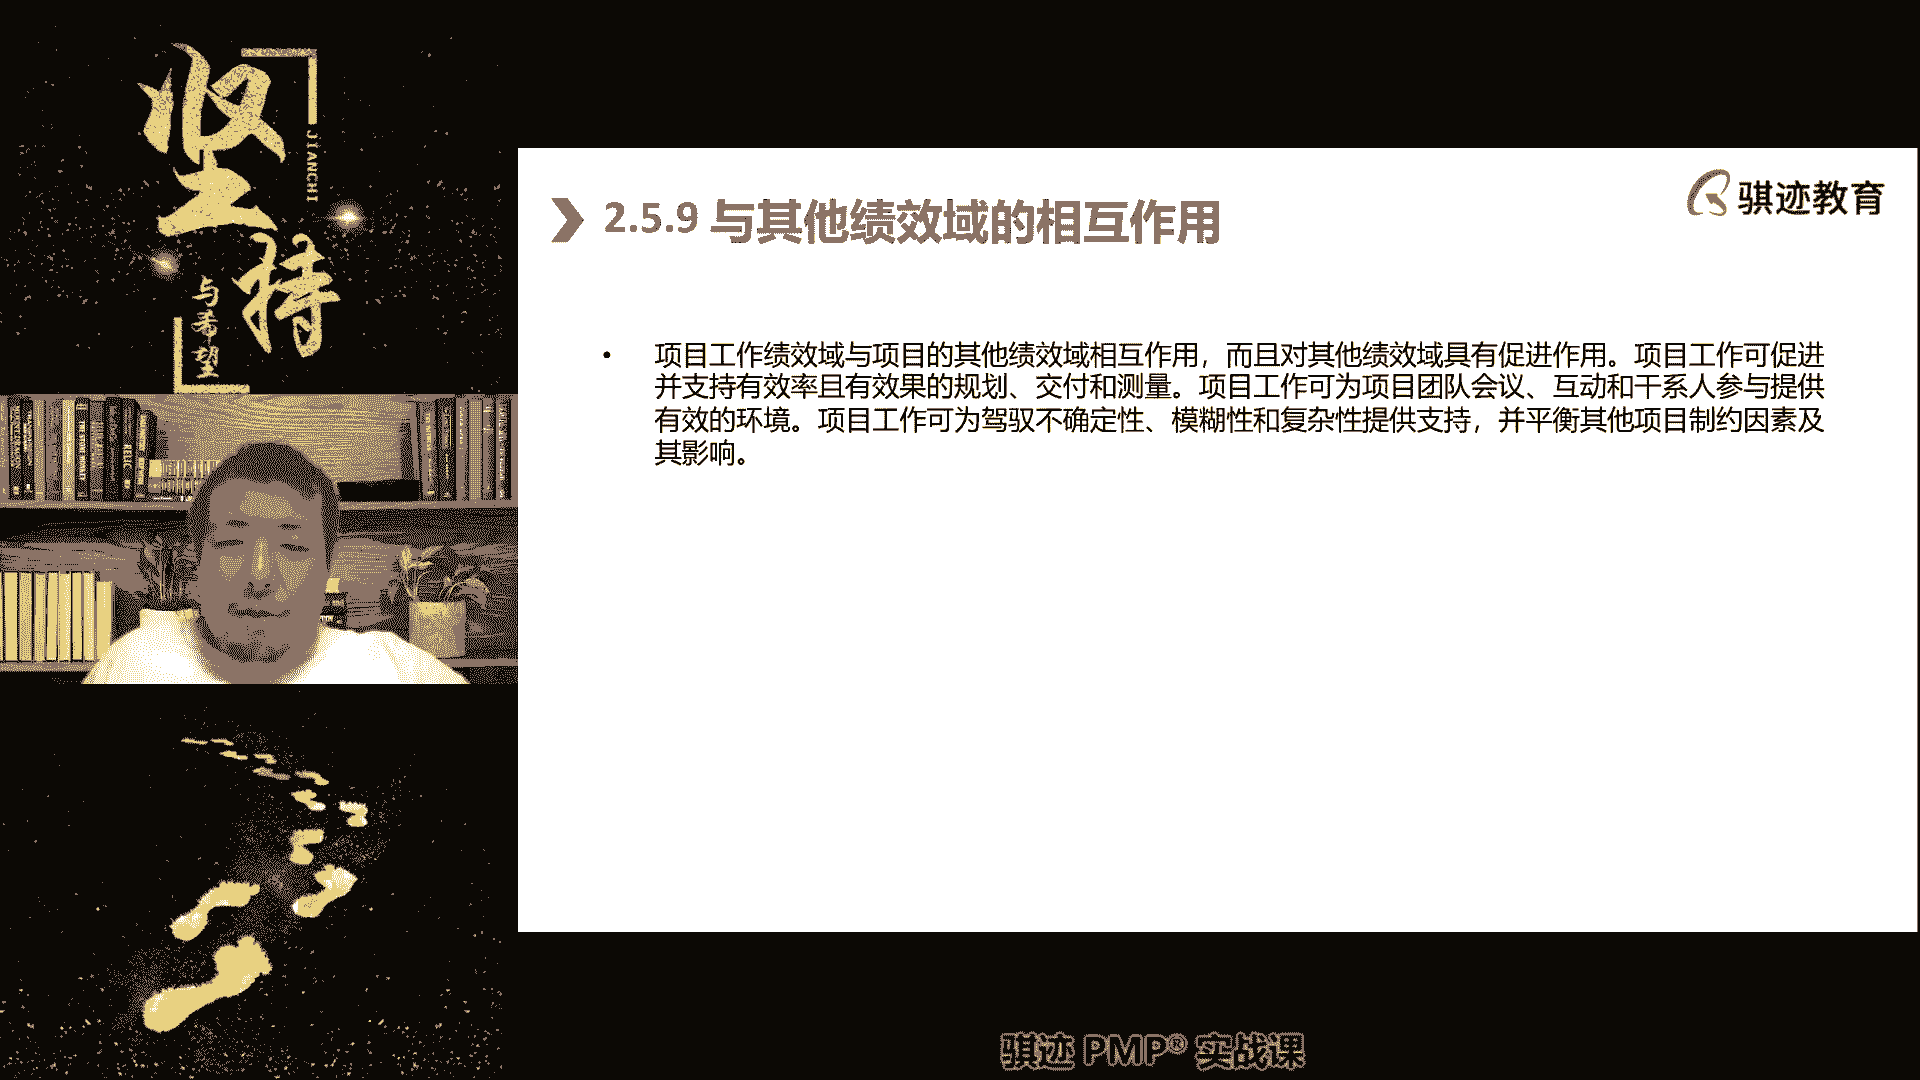 坚持
JIANCHI
与希望
骐迹教育
2.5.9 与其他绩效域的相互作用
• 项目工作绩效域与项目的其他绩效域相互作用，而且对其他绩效域具有促进作用。项目工作可促进
并支持有效率且有效果的规划、交付和测量。项目工作可为项目团队会议、互动和干系人参与提供
有效的环境。项目工作可为驾驭不确定性、模糊性和复杂性提供支持，并平衡其他项目制约因素及
其影响。
骐迹 PMP® 实战课